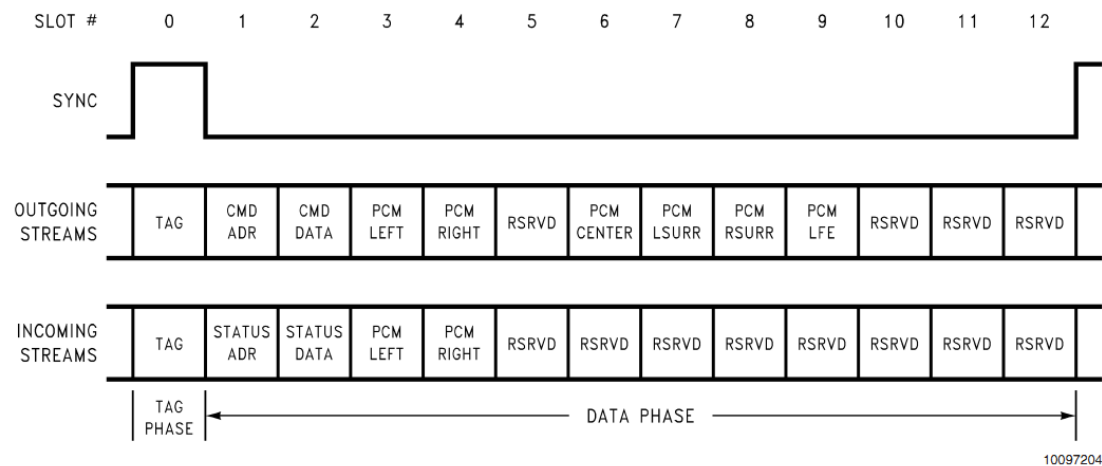 SLOT # 0 1 2 3 4 5 6 7 8 9 10 11 12
SYNC
OUTGOING
STREAMS
TAG
CMD
ADR
CMD
DATA
PCM
LEFT
PCM
RIGHT
RSRVD
PCM
CENTER
PCM
LSURR
PCM
RSURR
PCM
LFE
RSRVD
RSRVD
RSRVD
INCOMING
STREAMS
TAG
STATUS
ADR
STATUS
DATA
PCM
LEFT
PCM
RIGHT
RSRVD
RSRVD
RSRVD
RSRVD
RSRVD
RSRVD
RSRVD
RSRVD
TAG
PHASE
DATA PHASE
10097204